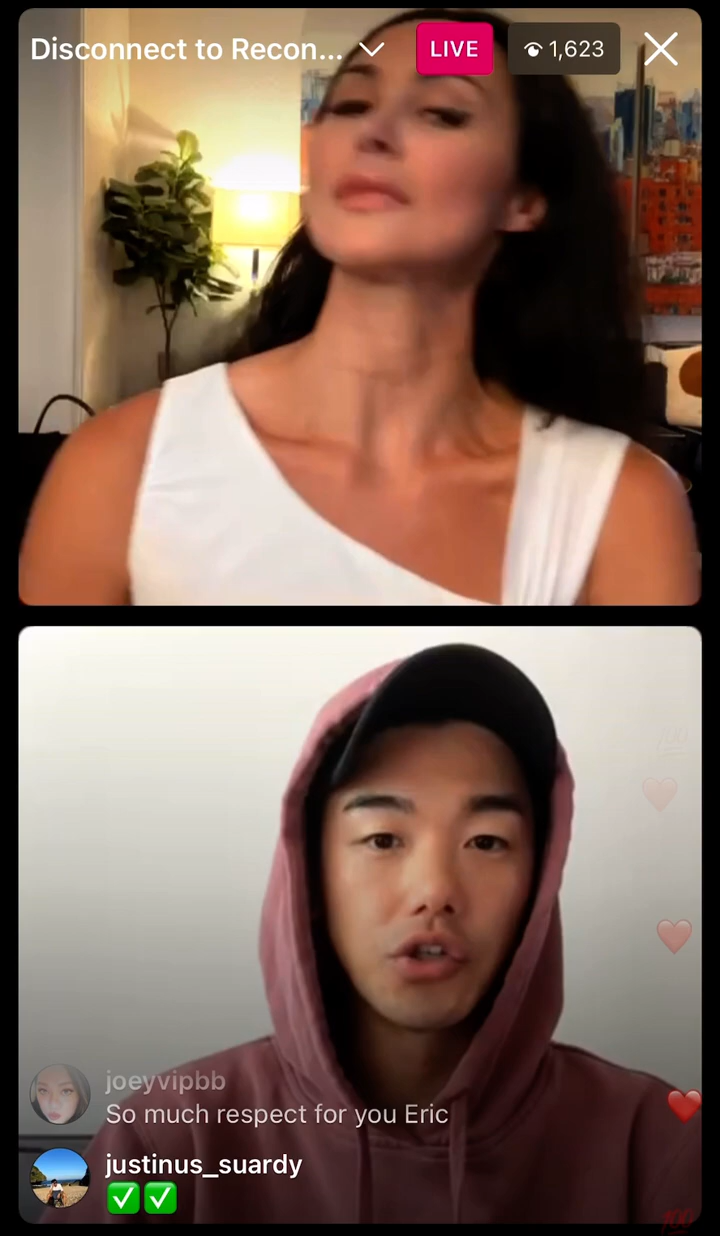 Disconnect to Recon...
LIVE
1,623
joeyvipbb
So much respect for you Eric
justinus_suardy